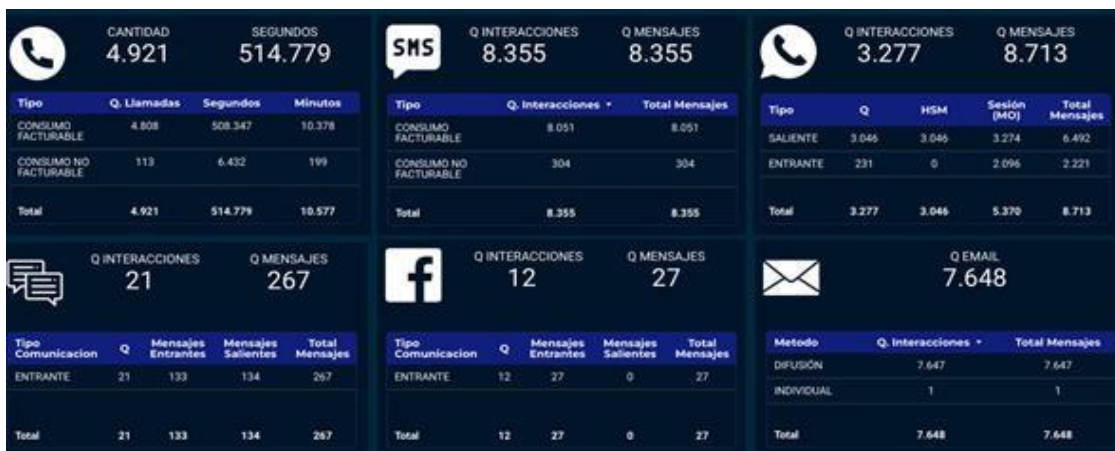 CANTIDAD SEGUNDOS
4.921 514.779
Tipo Q. Llamadas Segundos Minutos
CONSUMO FACTURABLE 4.808 508.347 10.378
CONSUMO NO FACTURABLE 113 6.432 199
Total 4.921 514.779 10.577
SMS
Q INTERACCIONES Q MENSAJES
8.355 8.355
Tipo Q. Interacciones Total Mensajes
CONSUMO FACTURABLE 8.051 8.051
CONSUMO NO FACTURABLE 304 304
Total 8.355 8.355
Q INTERACCIONES Q MENSAJES
3.277 8.713
Tipo Q HSM Sesión (MO) Total Mensajes
SALIENTE 3.046 3.046 3.274 6.492
ENTRANTE 231 0 2.096 2.221
Total 3.277 3.046 5.370 8.713
Q INTERACCIONES Q MENSAJES
21 267
Tipo Comunicacion Q Mensajes Entrantes Mensajes Salientes Total Mensajes
ENTRANTE 21 133 134 267
Total 21 133 134 267
Q INTERACCIONES Q MENSAJES
12 27
Tipo Comunicacion Q Mensajes Entrantes Mensajes Salientes Total Mensajes
ENTRANTE 12 27 0 27
Total 12 27 0 27
Q EMAIL
7.648
Metodo Q. Interacciones Total Mensajes
DIFUSIÓN 7.647 7.647
INDIVIDUAL 1 1
Total 7.648 7.648